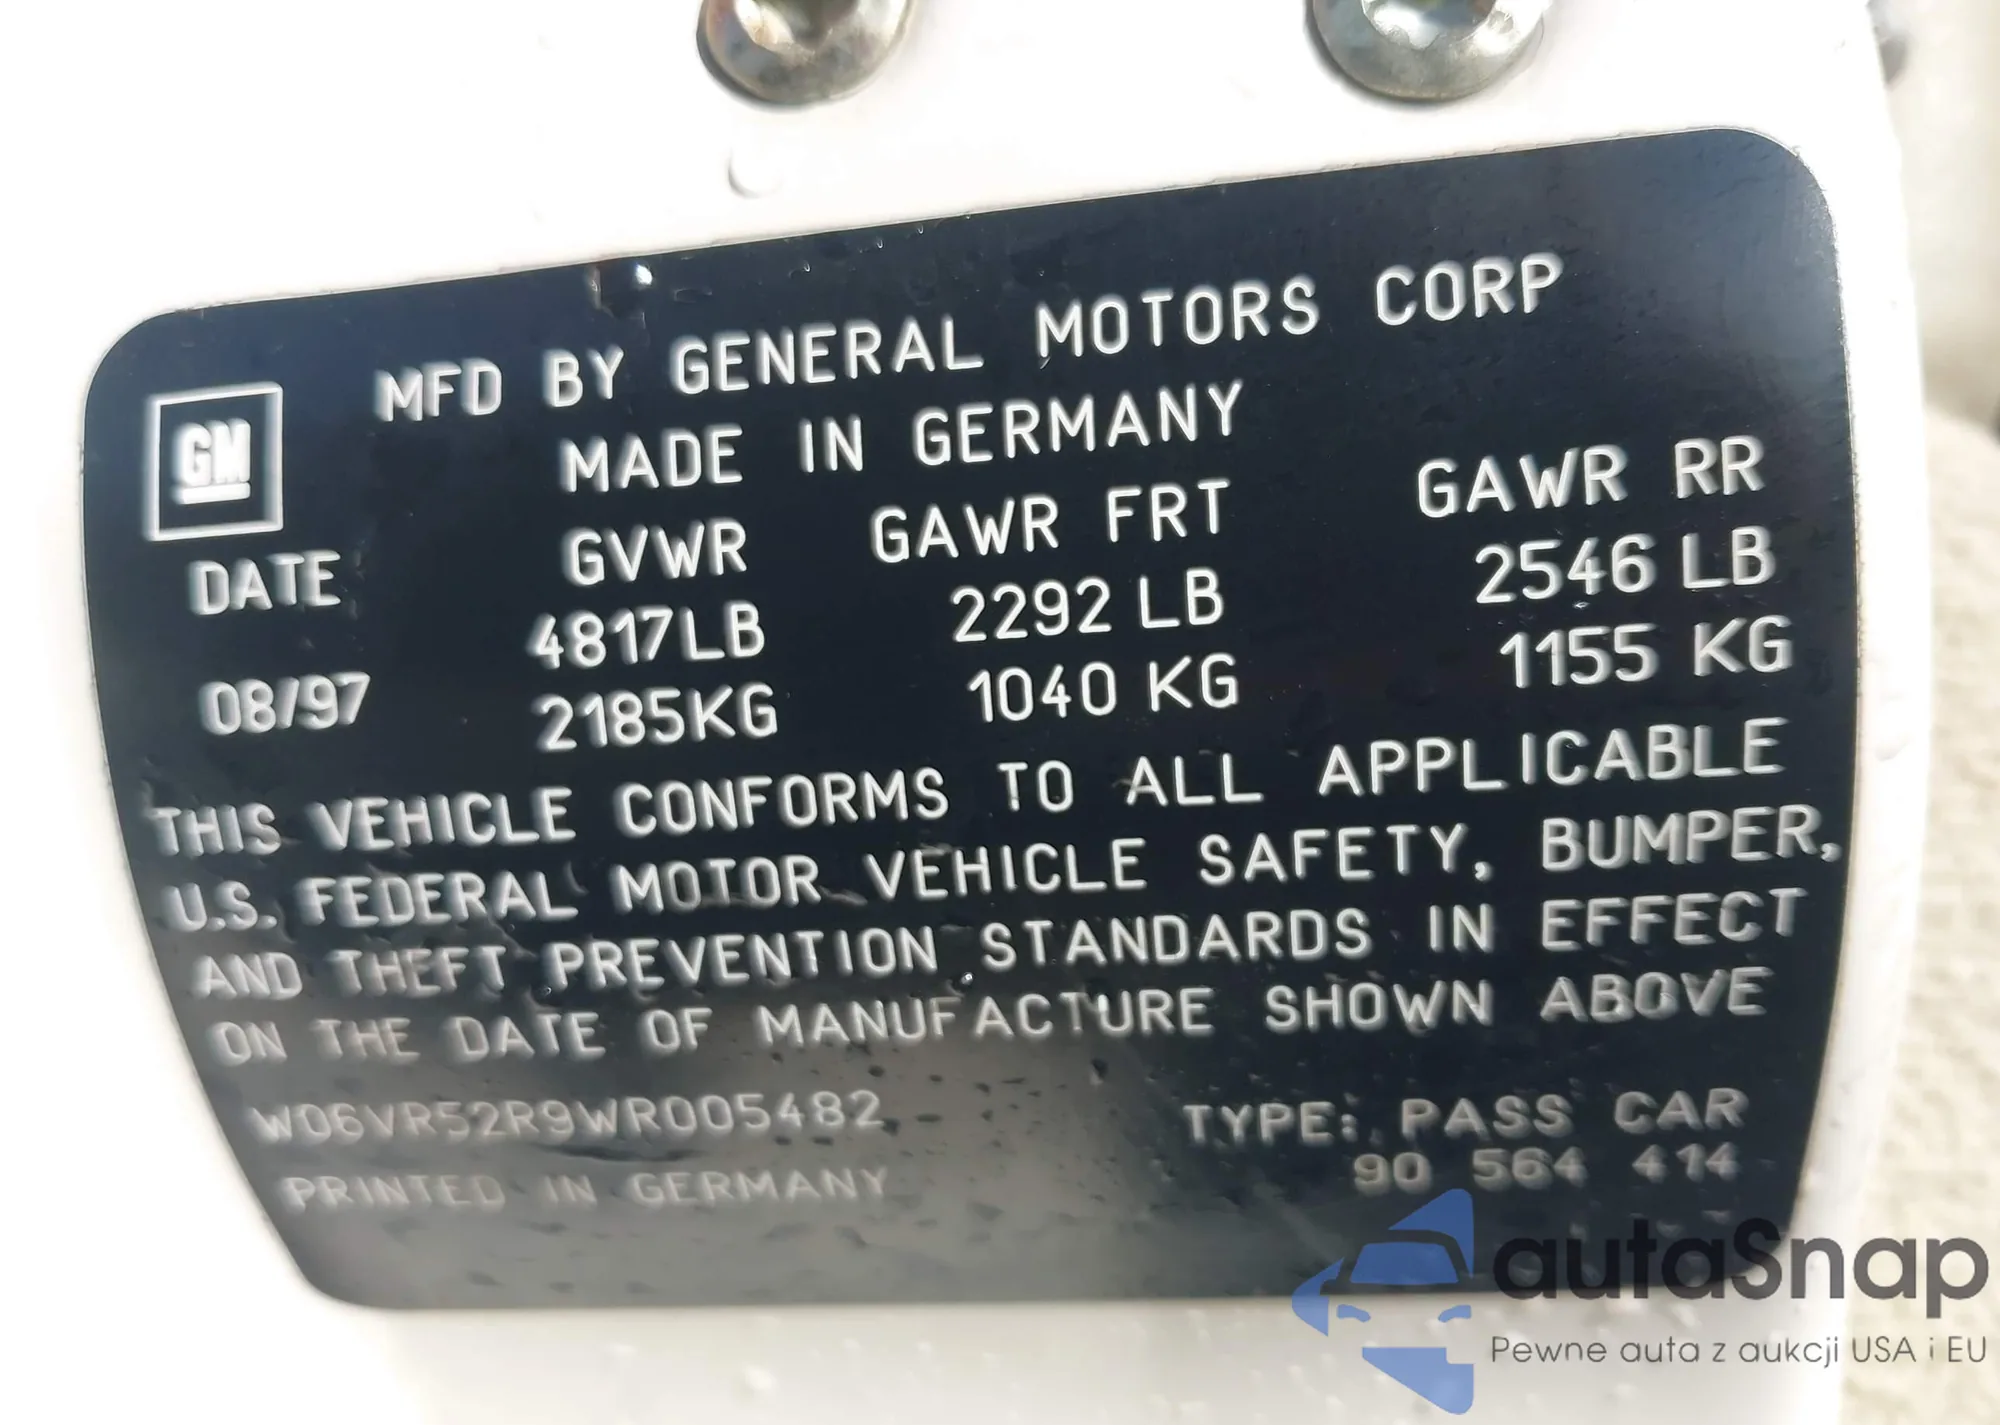 MFD BY GENERAL MOTORS CORP
GM
MADE IN GERMANY
DATE GVWR GAWR FRT GAWR RR
4817LB 2292 LB 2546 LB
08/97 2185KG 1040 KG 1155 KG
THIS VEHICLE CONFORMS TO ALL APPLICABLE
U.S. FEDERAL MOTOR VEHICLE SAFETY, BUMPER,
AND THEFT PREVENTION STANDARDS IN EFFECT
ON THE DATE OF MANUFACTURE SHOWN ABOVE
W06VR52R9WR005482 TYPE: PASS CAR
PRINTED IN GERMANY 90 564 414
autaSnap
Pewne auta z aukcji USA i EU